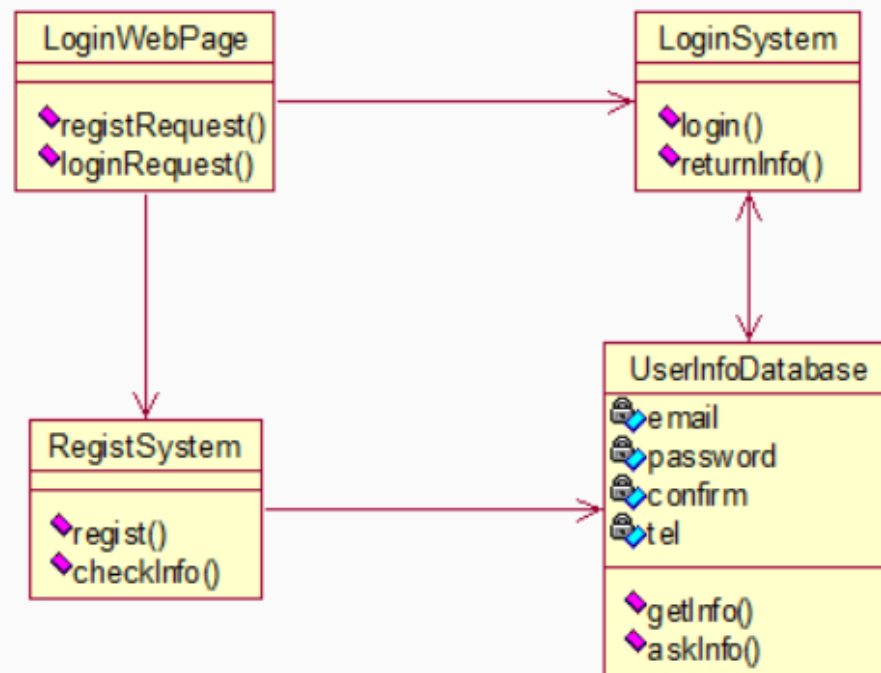 LoginWebPage
registRequest()
loginRequest()
LoginSystem
login()
returnInfo()
RegistSystem
regist()
checkInfo()
UserInfoDatabase
email
password
confirm
tel
getInfo()
askInfo()